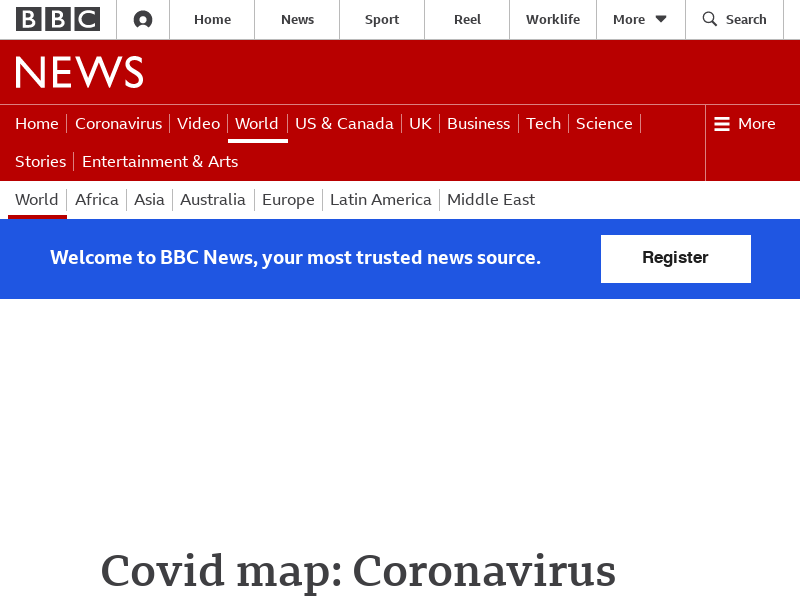 BBC Home News Sport Reel Worklife More Search
NEWS
Home Coronavirus Video World US & Canada UK Business Tech Science More
Stories Entertainment & Arts
World Africa Asia Australia Europe Latin America Middle East
Welcome to BBC News, your most trusted news source. Register
Covid map: Coronavirus